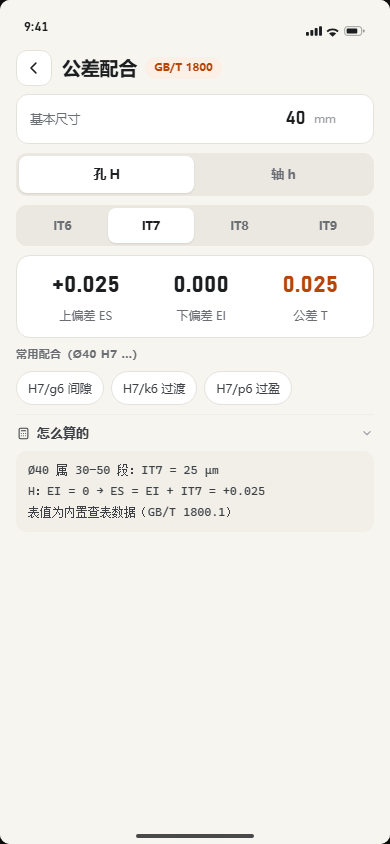 9:41
公差配合 GB/T 1800
基本尺寸 40 mm
孔 H 轴 h
IT6 IT7 IT8 IT9
+0.025 0.000 0.025
上偏差 ES 下偏差 EI 公差 T
常用配合 (Ø40 H7 …)
H7/g6 间隙 H7/k6 过渡 H7/p6 过盈
怎么算的
Ø40 属 30–50 段: IT7 = 25 µm
H: EI = 0 → ES = EI + IT7 = +0.025
表值为内置查表数据 (GB/T 1800.1)